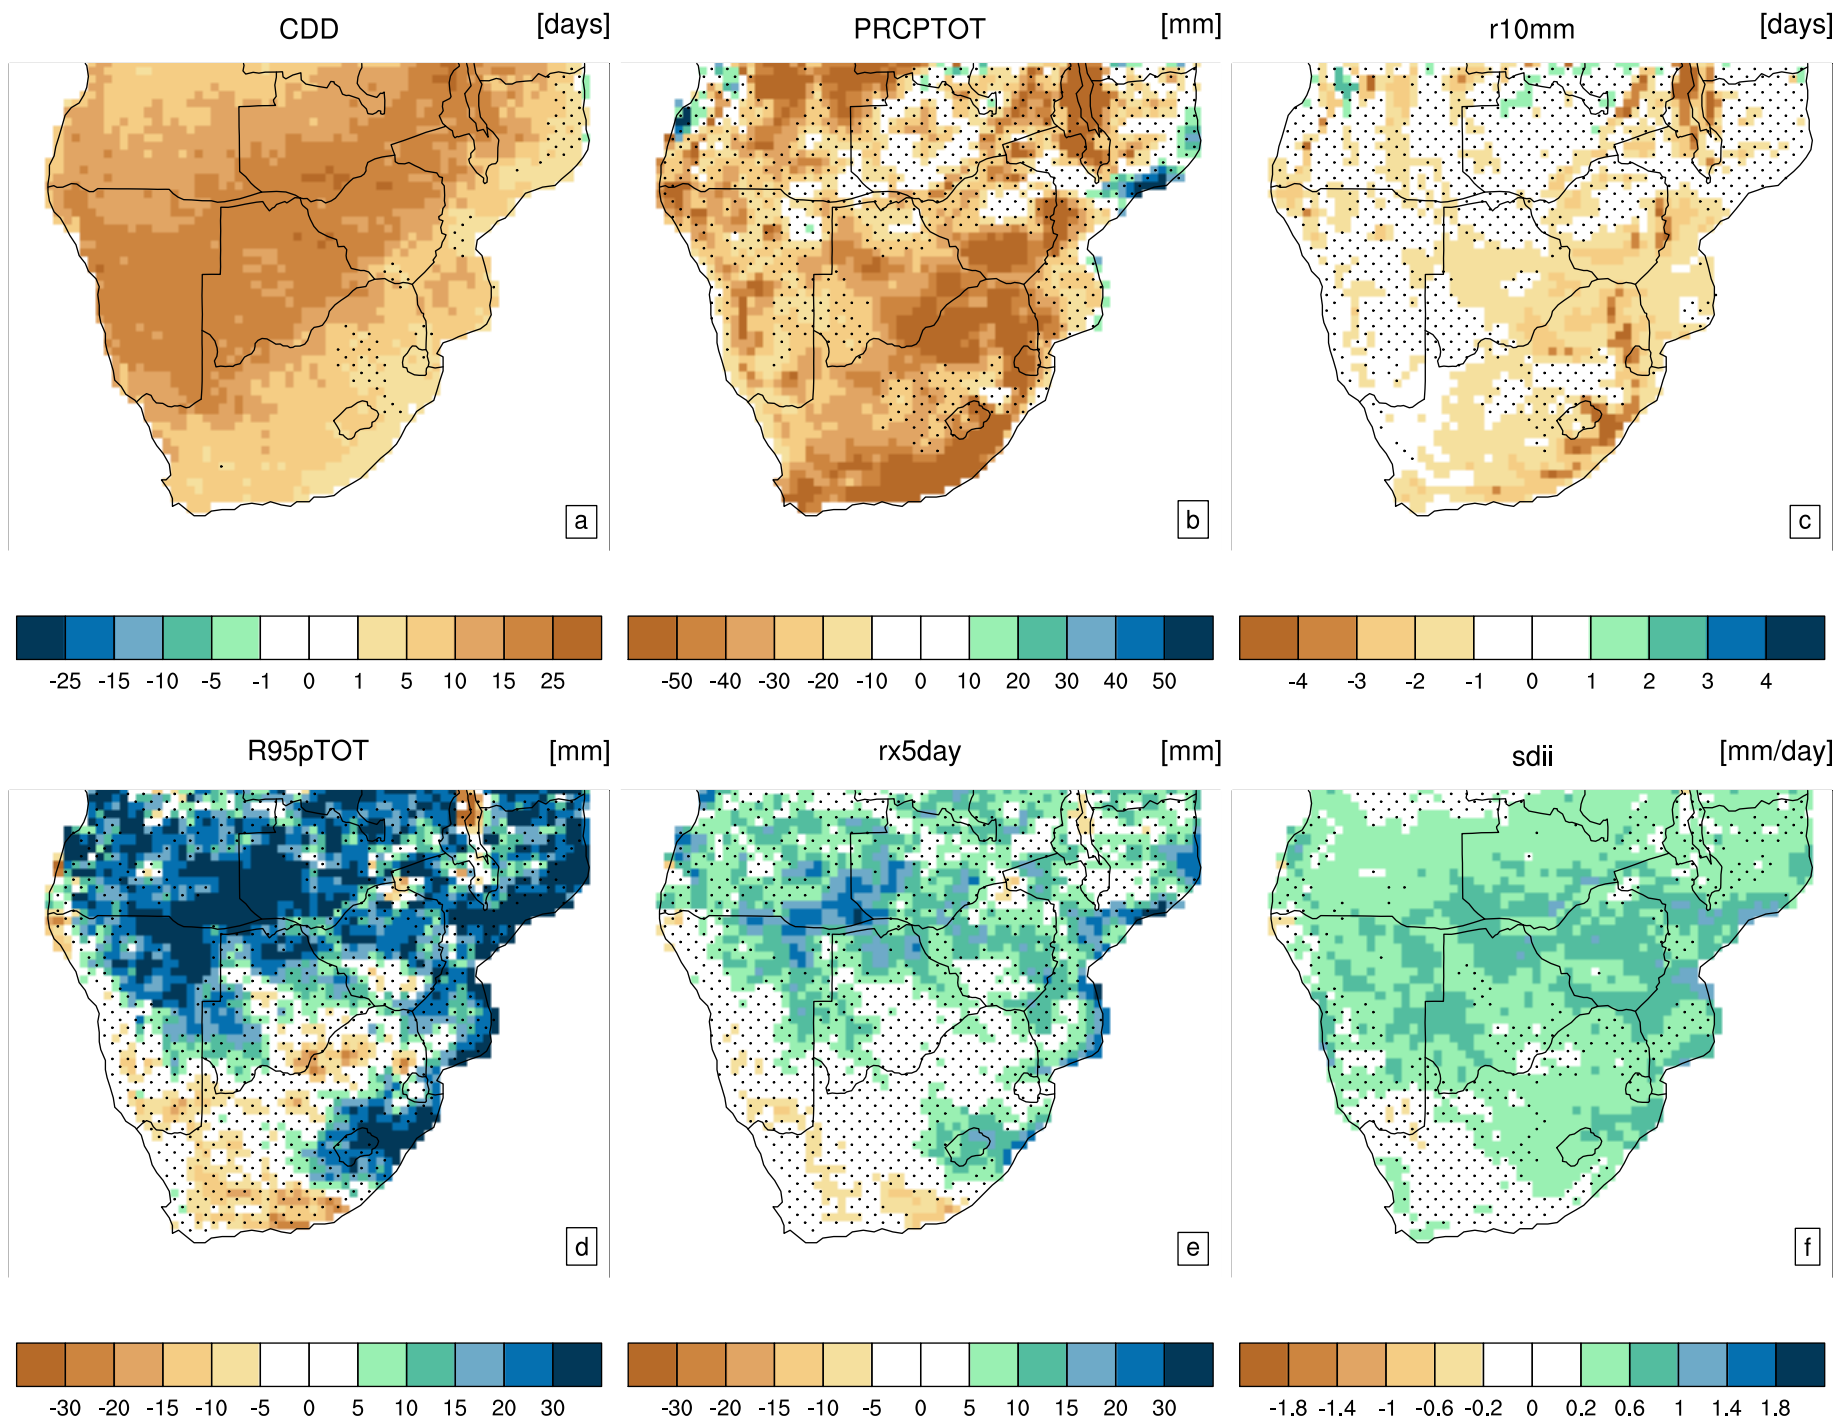 CDD [days]
PRCPTOT [mm]
r10mm [days]
a
b
c
-25 -15 -10 -5 -1 0 1 5 10 15 25
-50 -40 -30 -20 -10 0 10 20 30 40 50
-4 -3 -2 -1 0 1 2 3 4
R95pTOT [mm]
rx5day [mm]
sdii [mm/day]
d
e
f
-30 -20 -15 -10 -5 0 5 10 15 20 30
-30 -20 -15 -10 -5 0 5 10 15 20 30
-1.8 -1.4 -1 -0.6 -0.2 0 0.2 0.6 1 1.4 1.8